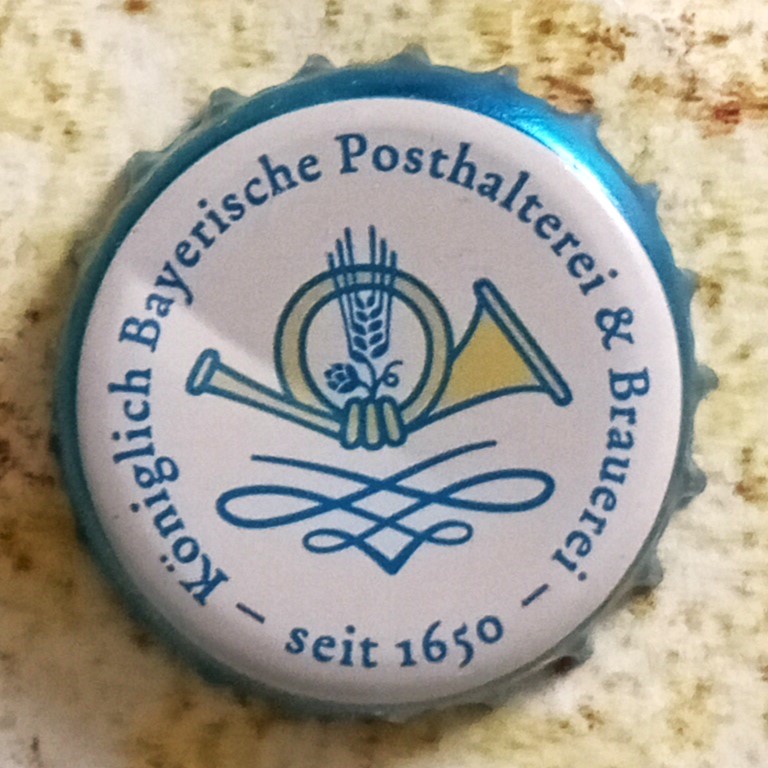 Königlich Bayerische Posthalterei & Brauerei
– seit 1650 –